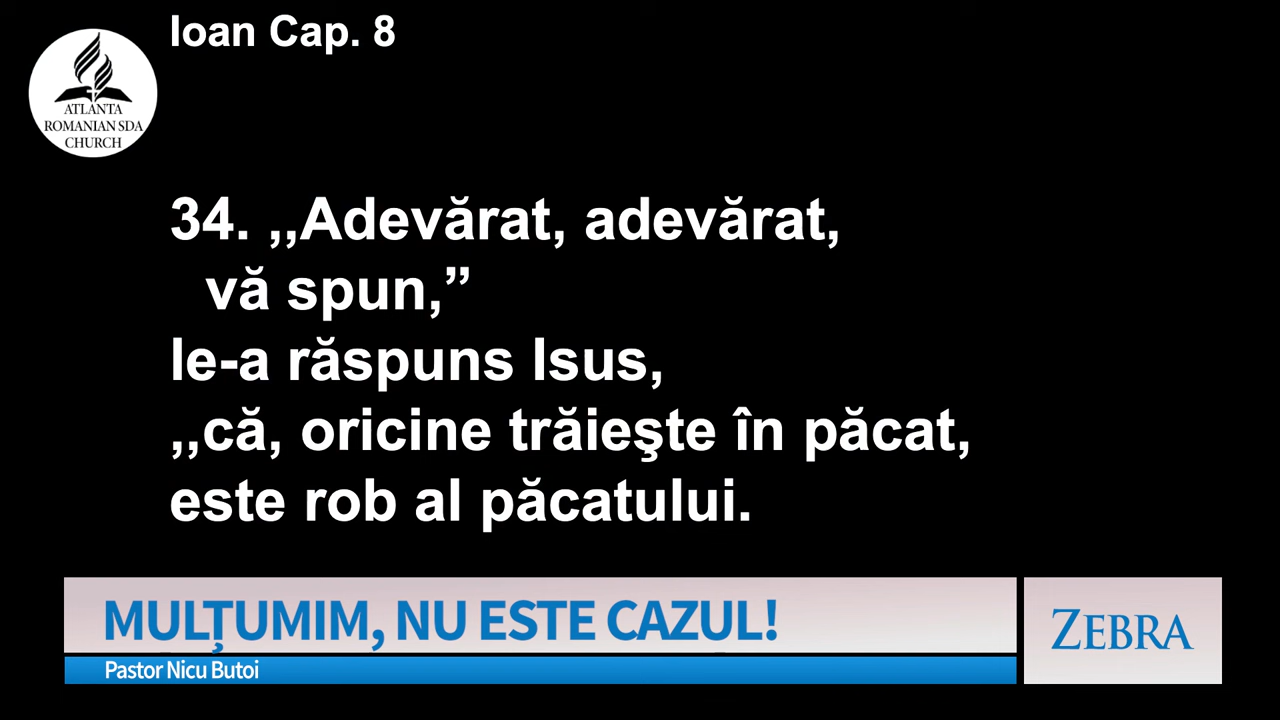 Ioan Cap. 8
ATLANTA
ROMANIAN SDA
CHURCH
34. ,,Adevărat, adevărat,
vă spun,”
le-a răspuns Isus,
,,că, oricine trăieşte în păcat,
este rob al păcatului.
MULȚUMIM, NU ESTE CAZUL!
Pastor Nicu Butoi
ZEBRA